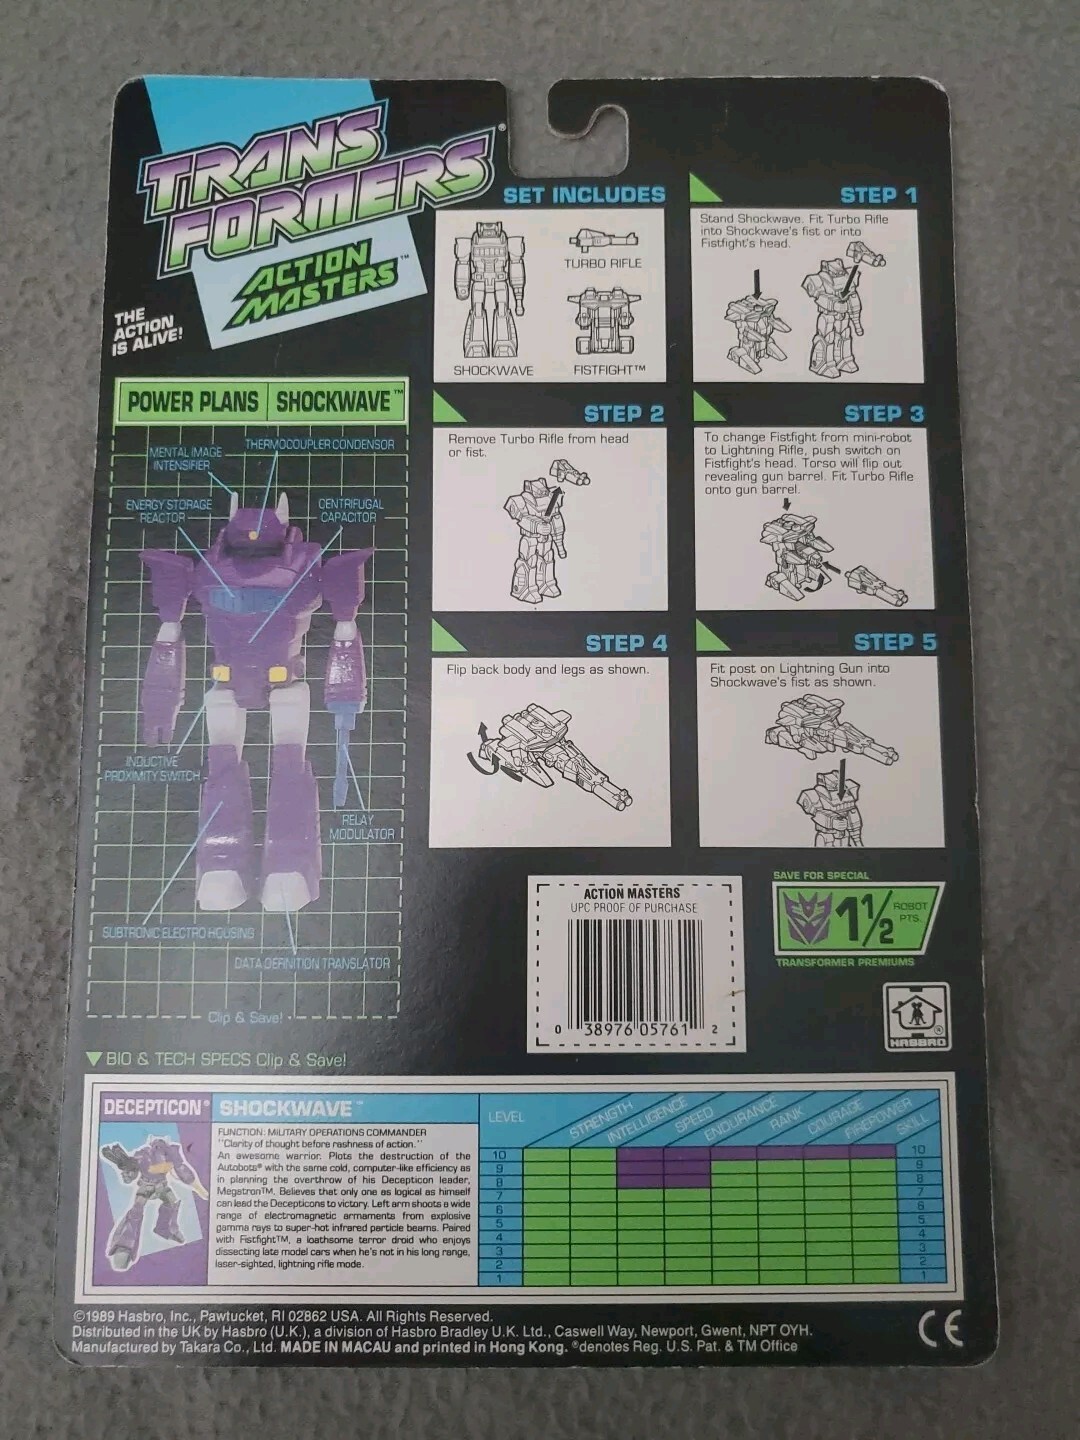 TRANS
FORMERS®
ACTION
MASTERS™
THE
ACTION
IS ALIVE!
SET INCLUDES
TURBO RIFLE
SHOCKWAVE
FISTFIGHT™
STEP 1
Stand Shockwave. Fit Turbo Rifle
into Shockwave's fist or into
Fistfight's head.
STEP 2
Remove Turbo Rifle from head
or fist.
STEP 3
To change Fistfight from mini-robot
to Lightning Rifle, push switch on
Fistfight's head. Torso will flip out
revealing gun barrel. Fit Turbo Rifle
onto gun barrel.
STEP 4
Flip back body and legs as shown.
STEP 5
Fit post on Lightning Gun into
Shockwave's fist as shown.
POWER PLANS SHOCKWAVE™
THERMOCOUPLER CONDENSOR
MENTAL IMAGE
INTENSIFIER
ENERGY STORAGE
REACTOR
CENTRIFUGAL
CAPACITOR
INDUCTIVE
PROXIMITY SWITCH
RELAY
MODULATOR
SUBTRONIC ELECTRO HOUSING
DATA DEFINITION TRANSLATOR
Clip & Save!
ACTION MASTERS
UPC PROOF OF PURCHASE
0 38976 05761 2
SAVE FOR SPECIAL
1 1/2 ROBOT
PTS.
TRANSFORMER PREMIUMS
HASBRO®
BIO & TECH SPECS Clip & Save!
DECEPTICON® SHOCKWAVE™
FUNCTION: MILITARY OPERATIONS COMMANDER
"Clarity of thought before rashness of action."
An awesome warrior. Plots the destruction of the
Autobots® with the same cold, computer-like efficiency as
in planning the overthrow of his Decepticon leader,
Megatron™. Believes that only one as logical as himself
can lead the Decepticons to victory. Left arm shoots a wide
range of electromagnetic armaments from explosive
gamma rays to super-hot infrared particle beams. Paired
with Fistfight™, a loathsome terror droid who enjoys
dissecting late model cars when he's not in his long range,
laser-sighted, lightning rifle mode.
LEVEL STRENGTH INTELLIGENCE SPEED ENDURANCE RANK COURAGE FIREPOWER SKILL
10 10
9 9
8 8
7 7
6 6
5 5
4 4
3 3
2 2
1 1
©1989 Hasbro, Inc., Pawtucket, RI 02862 USA. All Rights Reserved.
Distributed in the UK by Hasbro (U.K.), a division of Hasbro Bradley U.K. Ltd., Caswell Way, Newport, Gwent, NPT OYH.
Manufactured by Takara Co., Ltd. MADE IN MACAU and printed in Hong Kong. ®denotes Reg. U.S. Pat. & TM Office
CE